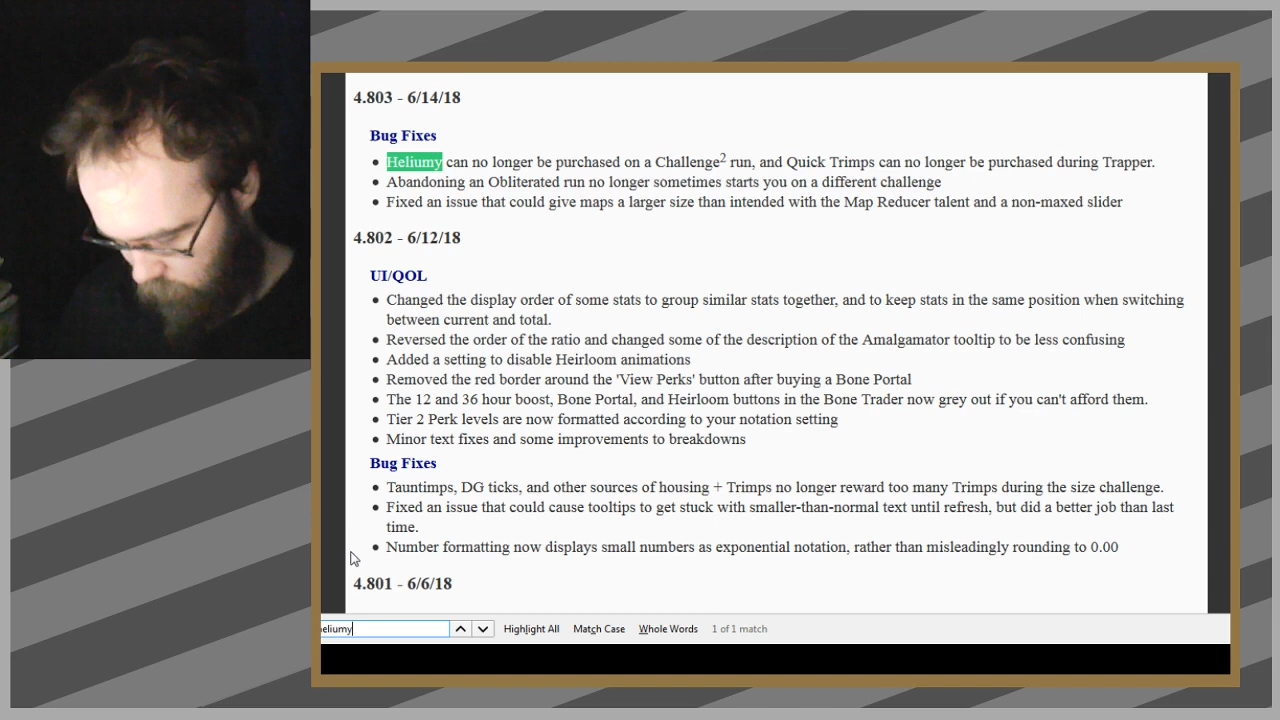 4.803 - 6/14/18
Bug Fixes
• Heliumy can no longer be purchased on a Challenge² run, and Quick Trimps can no longer be purchased during Trapper.
• Abandoning an Obliterated run no longer sometimes starts you on a different challenge
• Fixed an issue that could give maps a larger size than intended with the Map Reducer talent and a non-maxed slider
4.802 - 6/12/18
UI/QOL
• Changed the display order of some stats to group similar stats together, and to keep stats in the same position when switching
between current and total.
• Reversed the order of the ratio and changed some of the description of the Amalgamator tooltip to be less confusing
• Added a setting to disable Heirloom animations
• Removed the red border around the 'View Perks' button after buying a Bone Portal
• The 12 and 36 hour boost, Bone Portal, and Heirloom buttons in the Bone Trader now grey out if you can't afford them.
• Tier 2 Perk levels are now formatted according to your notation setting
• Minor text fixes and some improvements to breakdowns
Bug Fixes
• Tauntimps, DG ticks, and other sources of housing + Trimps no longer reward too many Trimps during the size challenge.
• Fixed an issue that could cause tooltips to get stuck with smaller-than-normal text until refresh, but did a better job than last
time.
• Number formatting now displays small numbers as exponential notation, rather than misleadingly rounding to 0.00
4.801 - 6/6/18
eliumy Highlight All Match Case Whole Words 1 of 1 match